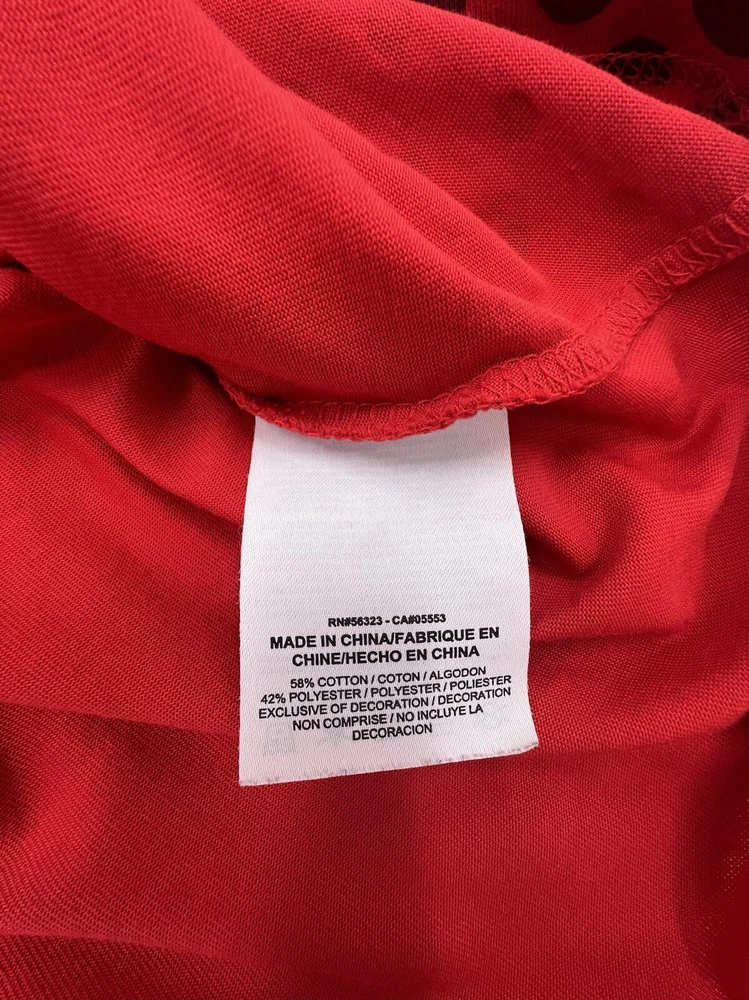 RN#56323 - CA#05553
MADE IN CHINA/FABRIQUE EN
CHINE/HECHO EN CHINA
58% COTTON / COTON / ALGODON
42% POLYESTER / POLYESTER / POLIESTER
EXCLUSIVE OF DECORATION / DECORATION
NON COMPRISE / NO INCLUYE LA
DECORACION